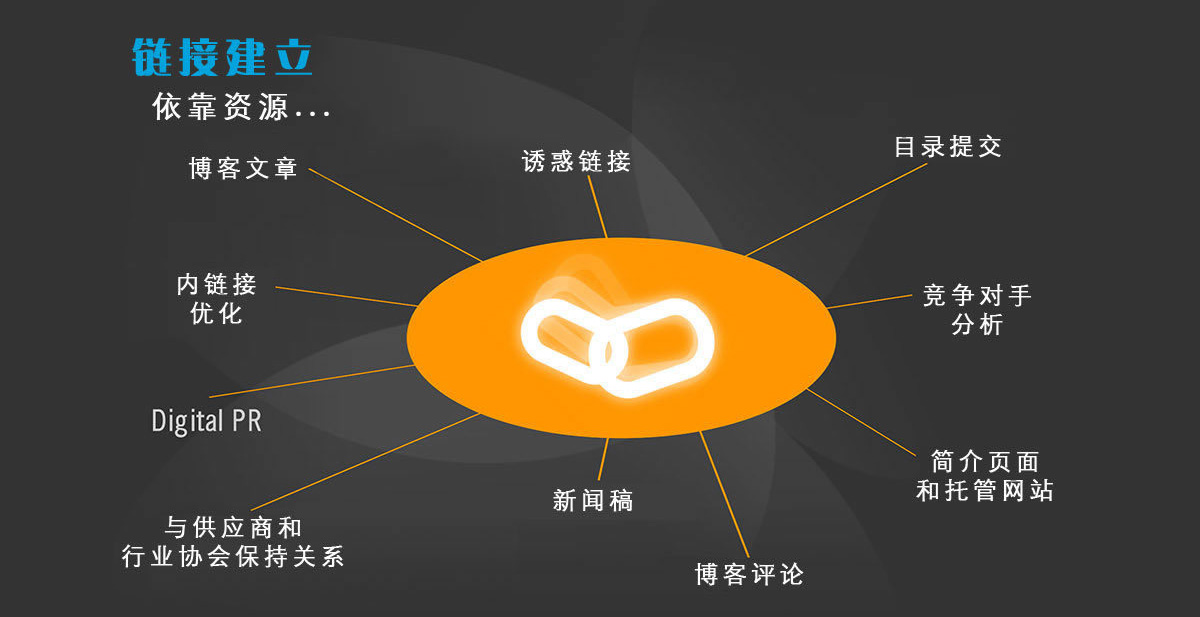 链接建立
依靠资源...
博客文章
诱惑链接
目录提交
内链接
优化
竞争对手
分析
Digital PR
简介页面
和托管网站
新闻稿
与供应商和
行业协会保持关系
博客评论